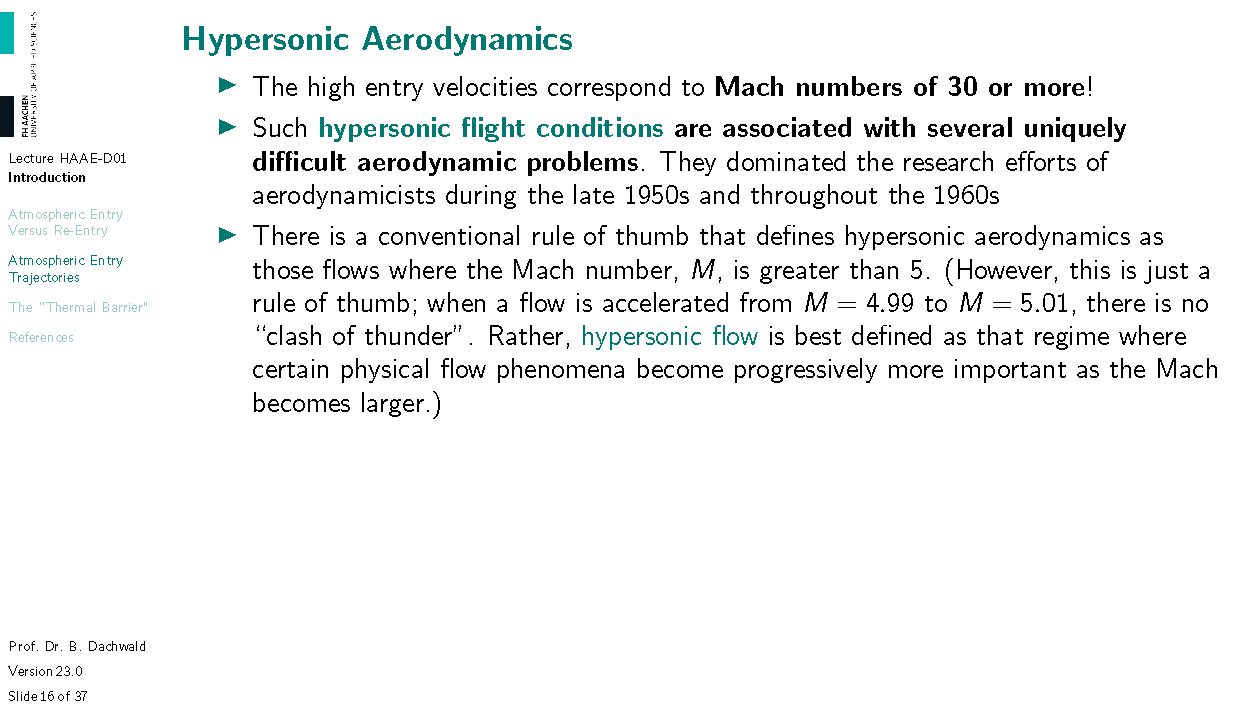 FH AACHEN
UNIVERSITY OF APPLIED SCIENCES
Lecture HAAE-D01
Introduction
Atmospheric Entry
Versus Re-Entry
Atmospheric Entry
Trajectories
The "Thermal Barrier"
References
Prof. Dr. B. Dachwald
Version 23.0
Slide 16 of 37
Hypersonic Aerodynamics
▶ The high entry velocities correspond to Mach numbers of 30 or more!
▶ Such hypersonic flight conditions are associated with several uniquely
difficult aerodynamic problems. They dominated the research efforts of
aerodynamicists during the late 1950s and throughout the 1960s
▶ There is a conventional rule of thumb that defines hypersonic aerodynamics as
those flows where the Mach number, M, is greater than 5. (However, this is just a
rule of thumb; when a flow is accelerated from M = 4.99 to M = 5.01, there is no
“clash of thunder”. Rather, hypersonic flow is best defined as that regime where
certain physical flow phenomena become progressively more important as the Mach
becomes larger.)